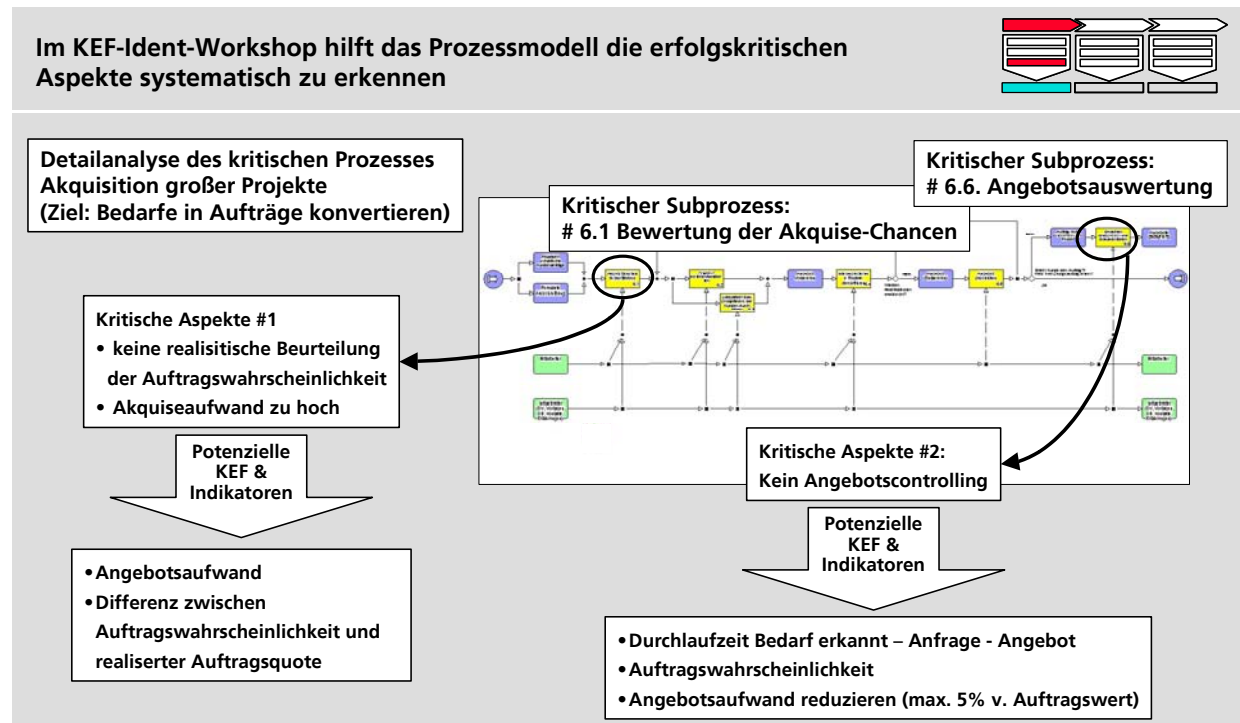 Im KEF-Ident-Workshop hilft das Prozessmodell die erfolgskritischen
Aspekte systematisch zu erkennen
Detailanalyse des kritischen Prozesses
Akquisition großer Projekte
(Ziel: Bedarfe in Aufträge konvertieren)
Kritischer Subprozess:
# 6.1 Bewertung der Akquise-Chancen
Kritischer Subprozess:
# 6.6. Angebotsauswertung
Kritische Aspekte #1
• keine realisitische Beurteilung
der Auftragswahrscheinlichkeit
• Akquiseaufwand zu hoch
Potenzielle
KEF &
Indikatoren
•Angebotsaufwand
•Differenz zwischen
Auftragswahrscheinlichkeit und
realiserter Auftragsquote
Kritische Aspekte #2:
Kein Angebotscontrolling
Potenzielle
KEF &
Indikatoren
•Durchlaufzeit Bedarf erkannt – Anfrage - Angebot
•Auftragswahrscheinlichkeit
•Angebotsaufwand reduzieren (max. 5% v. Auftragswert)